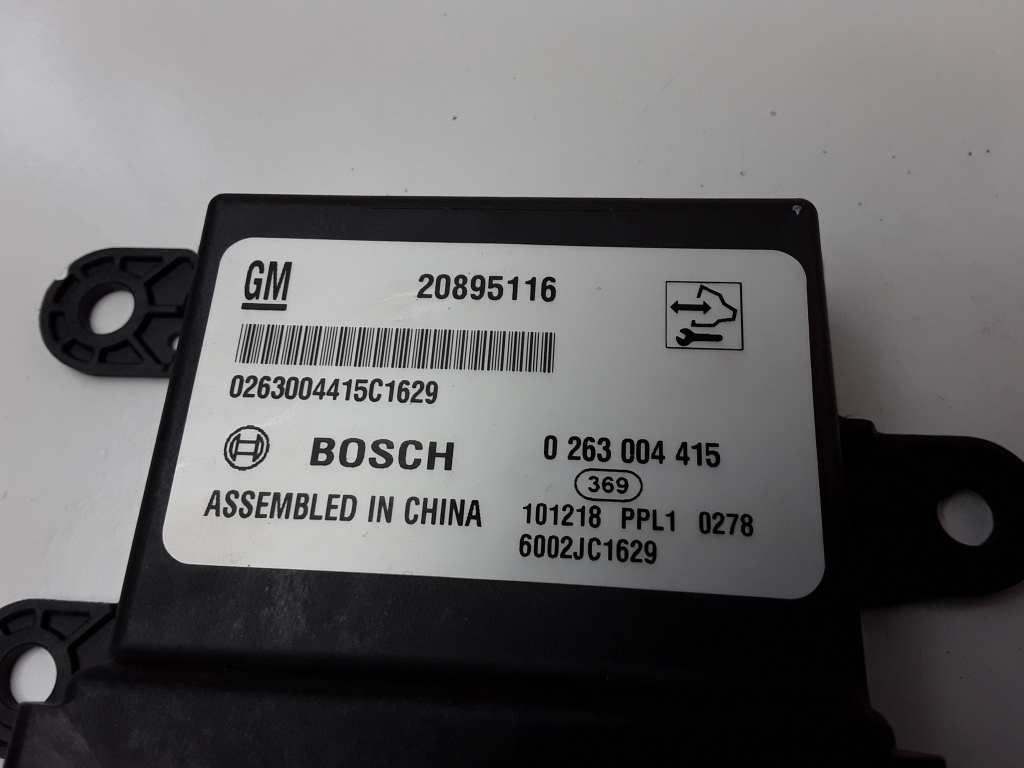 GM 20895116
0263004415C1629
BOSCH 0 263 004 415
369
ASSEMBLED IN CHINA 101218 PPL1 0278
6002JC1629